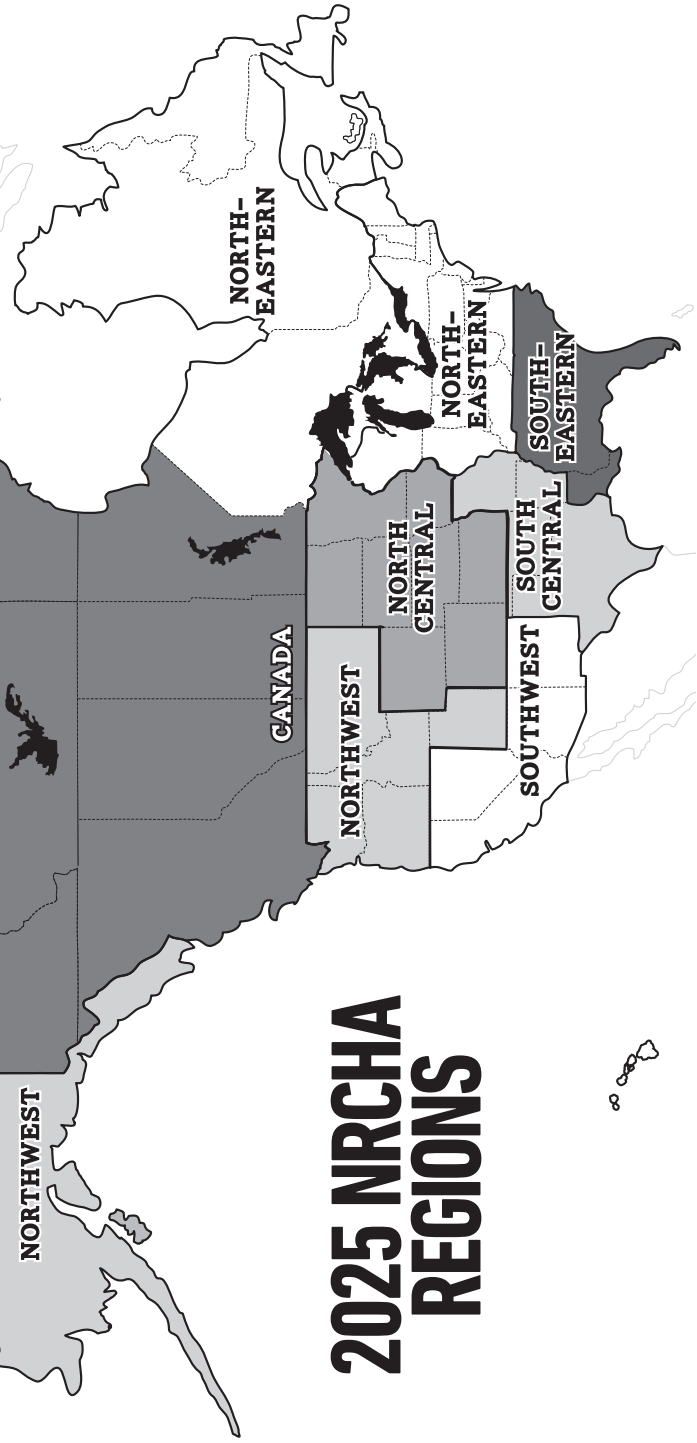 2025 NRCHA
REGIONS
NORTHWEST
CANADA
NORTH-
EASTERN
NORTHWEST
NORTH
CENTRAL
NORTH-
EASTERN
SOUTHWEST
SOUTH
CENTRAL
SOUTH-
EASTERN